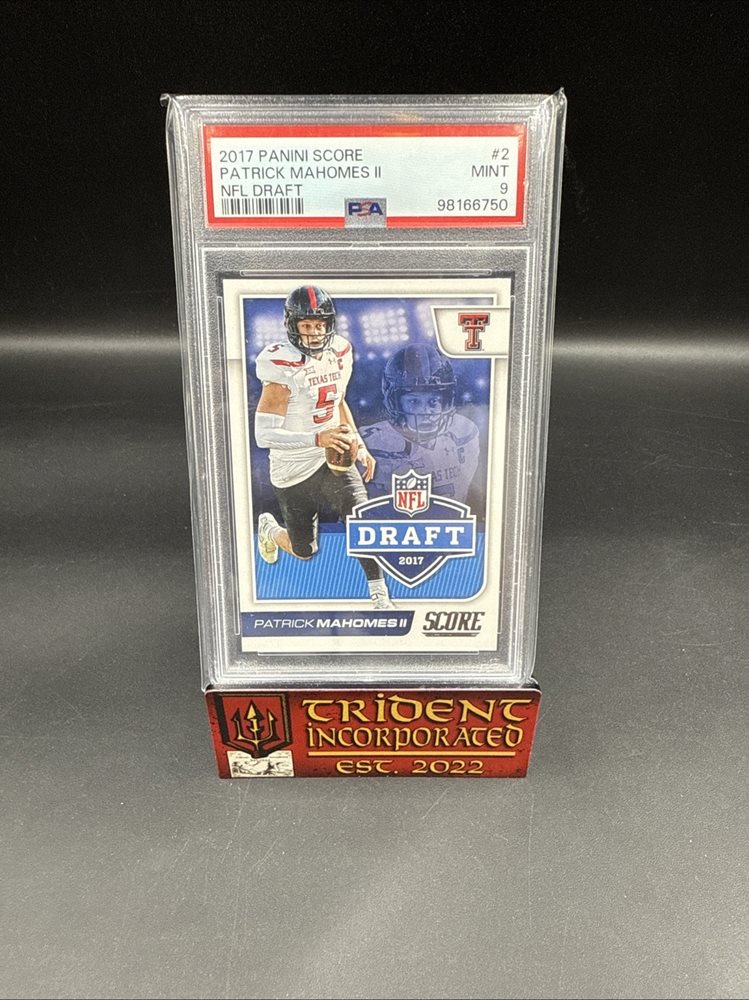 2017 PANINI SCORE #2
PATRICK MAHOMES II MINT
NFL DRAFT 9
PSA 98166750
T
TEXAS TECH
C
5
NFL
DRAFT
2017
PATRICK MAHOMES II SCORE
TRIDENT
INCORPORATED
EST. 2022